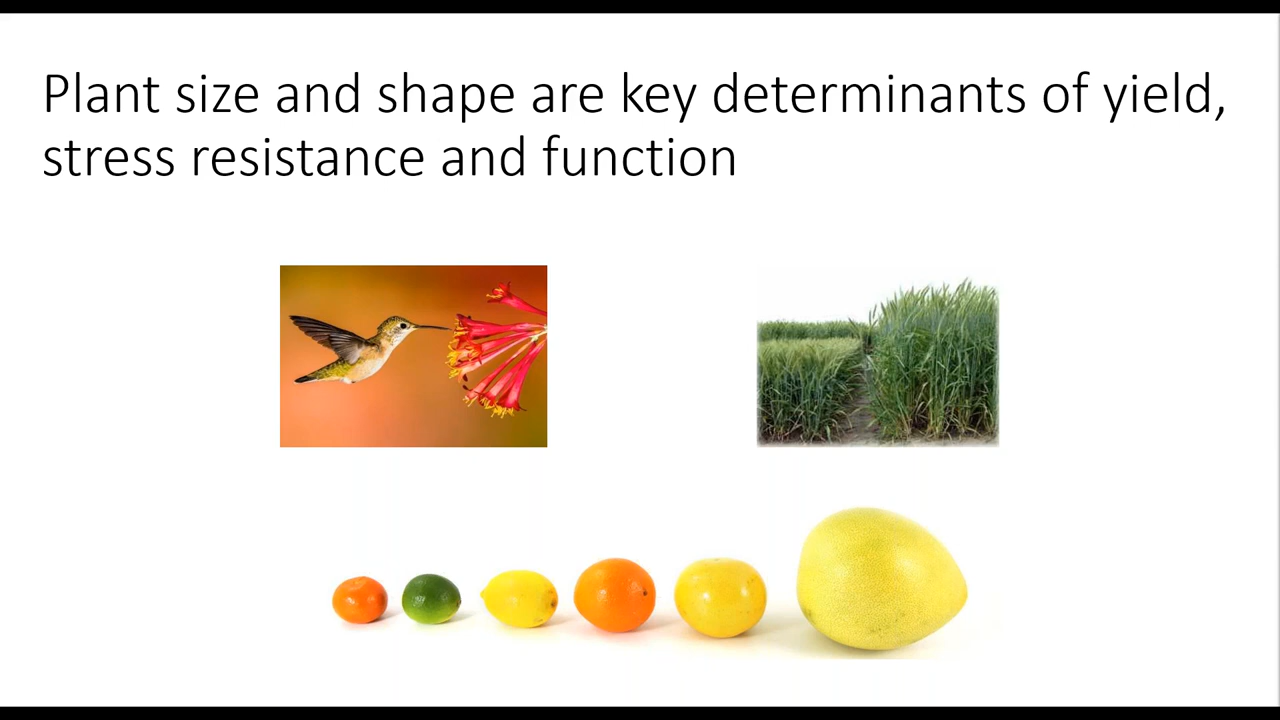 Plant size and shape are key determinants of yield,
stress resistance and function